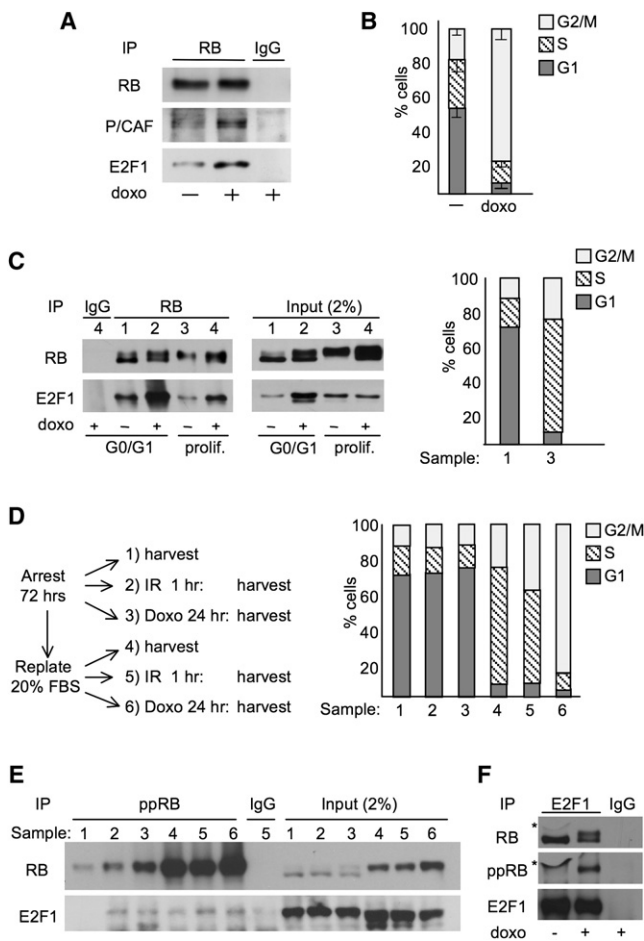 A
IP RB IgG
RB
P/CAF
E2F1
doxo — + +
B
% cells
100
80
60
40
20
— doxo
G2/M
S
G1
C
IP IgG RB Input (2%)
4 1 2 3 4 1 2 3 4
RB
E2F1
doxo + – + – + – + – +
G0/G1 prolif. G0/G1 prolif.
% cells
100
80
60
40
20
Sample: 1 3
G2/M
S
G1
D
Arrest
72 hrs
1) harvest
2) IR 1 hr: harvest
3) Doxo 24 hr: harvest
Replate
20% FBS
4) harvest
5) IR 1 hr: harvest
6) Doxo 24 hr: harvest
% cells
100
80
60
40
20
Sample: 1 2 3 4 5 6
G2/M
S
G1
E
IP ppRB IgG Input (2%)
Sample: 1 2 3 4 5 6 5 1 2 3 4 5 6
RB
E2F1
F
IP E2F1 IgG
RB *
ppRB *
E2F1
doxo - + +